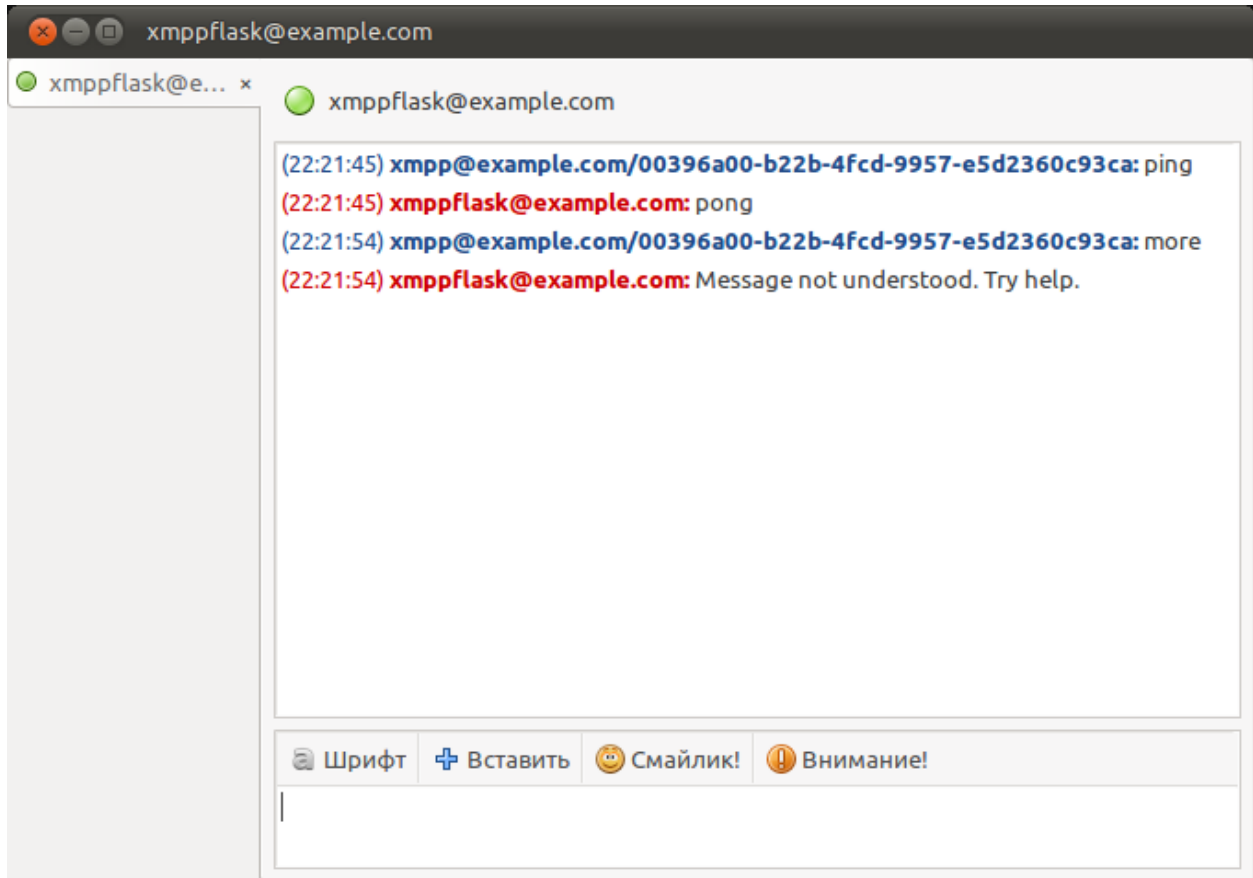 xmppflask@example.com
xmppflask@e... ×
xmppflask@example.com
(22:21:45) xmpp@example.com/00396a00-b22b-4fcd-9957-e5d2360c93ca: ping
(22:21:45) xmppflask@example.com: pong
(22:21:54) xmpp@example.com/00396a00-b22b-4fcd-9957-e5d2360c93ca: more
(22:21:54) xmppflask@example.com: Message not understood. Try help.
Шрифт Вставить Смайлик! Внимание!